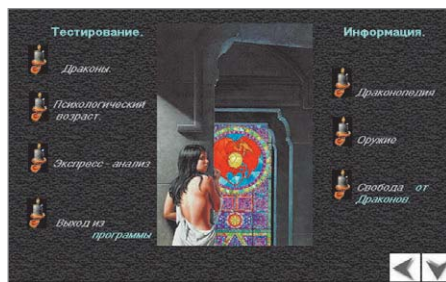 Тестирование.
Драконы.
Психологический
возраст.
Экспресс - анализ
Выход из
программы
Информация.
Драконопедия
Оружие
Свобода от
Драконов.